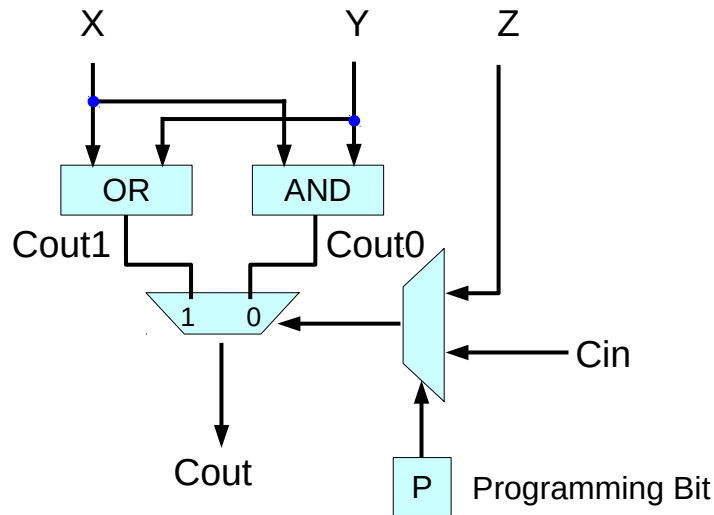 X Y Z
OR AND
Cout1 Cout0
1 0
Cin
Cout
P Programming Bit